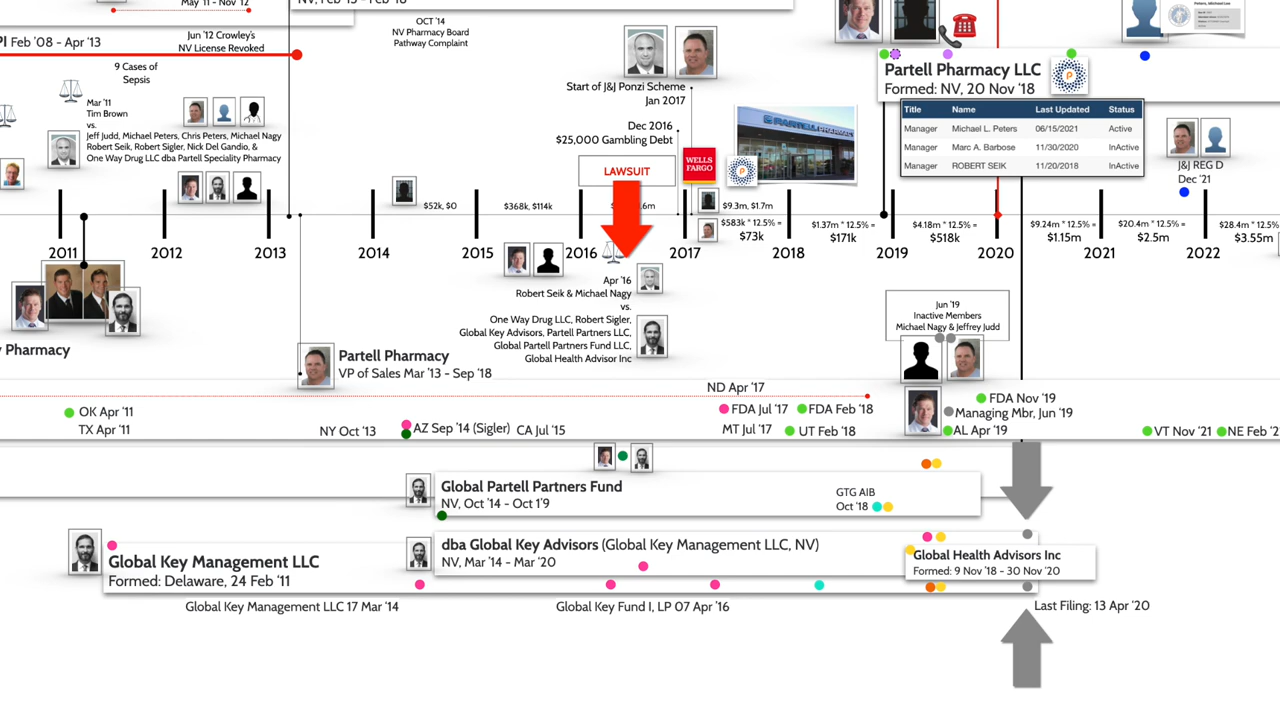 May '11 - Nov '12
PI Feb '08 - Apr '13
Jun '12 Crowley's
NV License Revoked
9 Cases of
Sepsis
Mar '11
Tim Brown
vs.
Jeff Judd, Michael Peters, Chris Peters, Michael Nagy
Robert Seik, Robert Sigler, Nick Del Gandio, &
One Way Drug LLC dba Partell Speciality Pharmacy
OCT '14
NV Pharmacy Board
Pathway Complaint
Start of J&J Ponzi Scheme
Jan 2017
Dec 2016
$25,000 Gambling Debt
LAWSUIT
WELLS
FARGO
PARTELL PHARMACY
Partell Pharmacy LLC
Formed: NV, 20 Nov '18
Title Name Last Updated Status
Manager Michael L. Peters 06/15/2021 Active
Manager Marc A. Barbose 11/30/2020 InActive
Manager ROBERT SEIK 11/20/2018 InActive
Peters, Michael Lee
J&J REG D
Dec '21
$52k, $0
$368k, $114k
$9.3m, $1.7m
$583k * 12.5% =
$73k
$1.37m * 12.5% =
$171k
$4.18m * 12.5% =
$518k
$9.24m * 12.5% =
$1.15m
$20.4m * 12.5% =
$2.5m
$28.4m * 12.5%
$3.55m
2011 2012 2013 2014 2015 2016 2017 2018 2019 2020 2021 2022
Apr '16
Robert Seik & Michael Nagy
vs.
One Way Drug LLC, Robert Sigler,
Global Key Advisors, Partell Partners LLC,
Global Partell Partners Fund LLC,
Global Health Advisor Inc
Jun '19
Inactive Members
Michael Nagy & Jeffrey Judd
y Pharmacy
Partell Pharmacy
VP of Sales Mar '13 - Sep '18
ND Apr '17
OK Apr '11
TX Apr '11
NY Oct '13
AZ Sep '14 (Sigler)
CA Jul '15
FDA Jul '17
MT Jul '17
FDA Feb '18
UT Feb '18
FDA Nov '19
Managing Mbr, Jun '19
AL Apr '19
VT Nov '21
NE Feb '2
Global Partell Partners Fund
NV, Oct '14 - Oct 1'9
GTG AIB
Oct '18
dba Global Key Advisors (Global Key Management LLC, NV)
NV, Mar '14 - Mar '20
Global Key Management LLC
Formed: Delaware, 24 Feb '11
Global Health Advisors Inc
Formed: 9 Nov '18 - 30 Nov '20
Global Key Management LLC 17 Mar '14
Global Key Fund I, LP 07 Apr '16
Last Filing: 13 Apr '20